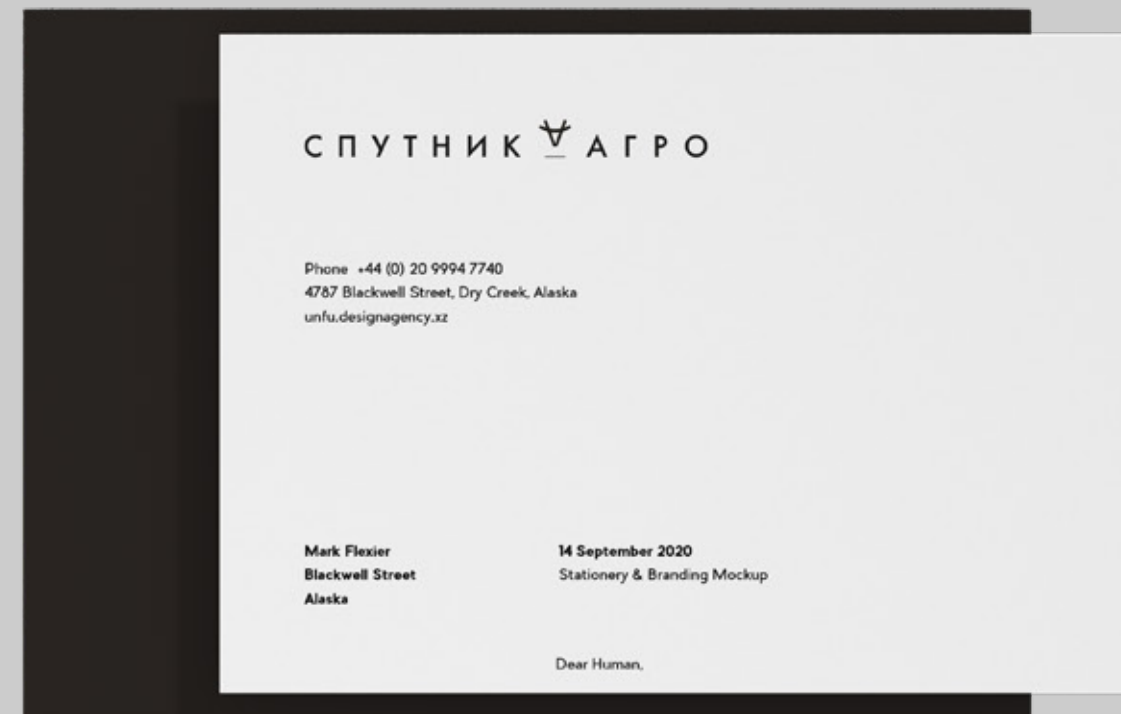 СПУТНИК АГРО
Phone +44 (0) 20 9994 7740
4787 Blackwell Street, Dry Creek, Alaska
unfu.designagency.xz
Mark Flexier
Blackwell Street
Alaska
14 September 2020
Stationery & Branding Mockup
Dear Human,